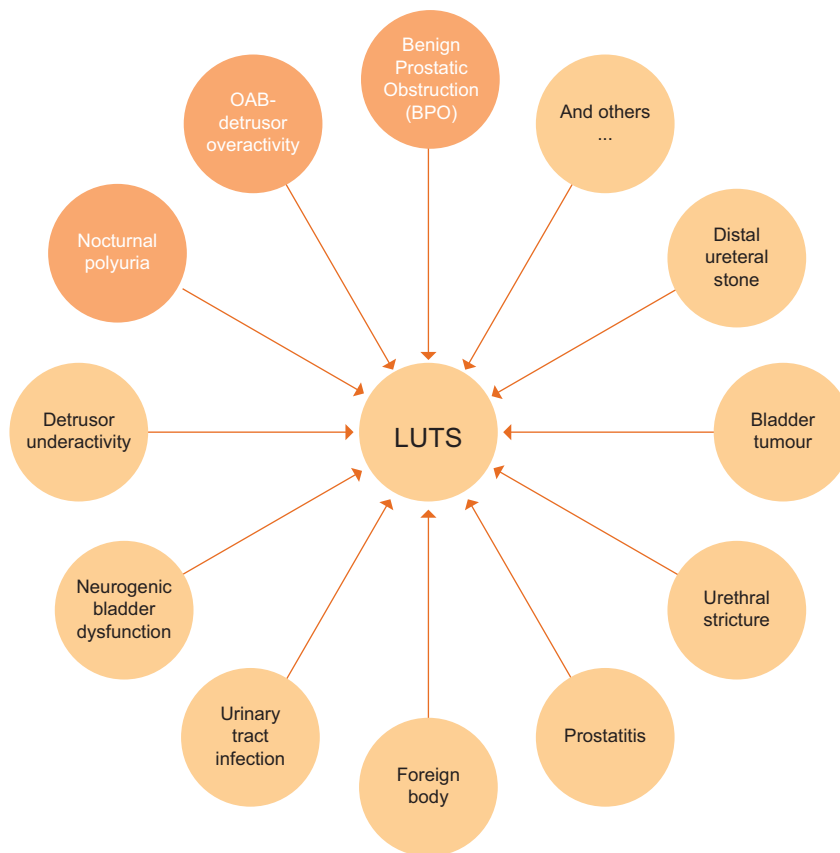 Benign
Prostatic
Obstruction
(BPO)
And others
...
Distal
ureteral
stone
Bladder
tumour
Urethral
stricture
Prostatitis
Foreign
body
Urinary
tract
infection
Neurogenic
bladder
dysfunction
Detrusor
underactivity
Nocturnal
polyuria
OAB-
detrusor
overactivity
LUTS